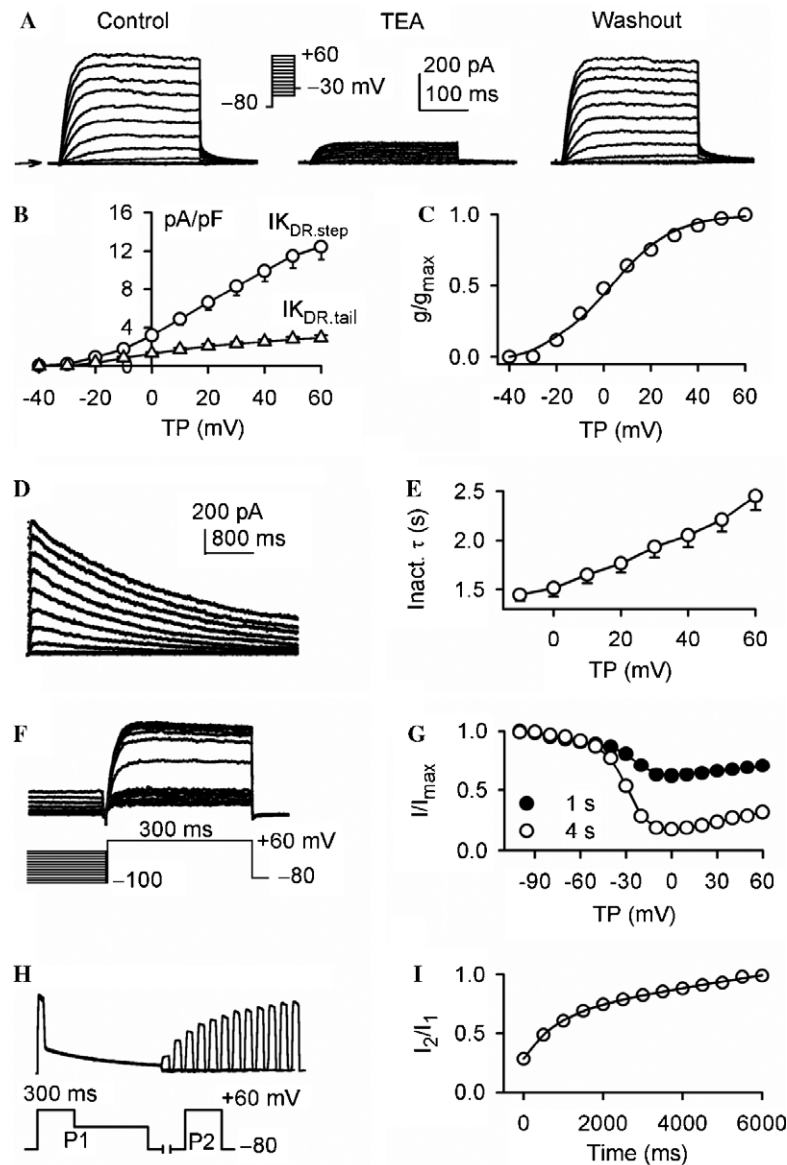 A
Control
TEA
Washout
+60
−30 mV
−80
200 pA
100 ms
B
16
12
8
4
0
pA/pF
IK_DR.step
IK_DR.tail
-40 -20 0 20 40 60
TP (mV)
C
1.0
0.5
0.0
g/g_max
-40 -20 0 20 40 60
TP (mV)
D
200 pA
800 ms
E
2.5
2.0
1.5
Inact. τ (s)
0 20 40 60
TP (mV)
F
300 ms
+60 mV
−100
−80
G
1.0
0.5
0.0
I/I_max
1 s
4 s
-90 -60 -30 0 30 60
TP (mV)
H
300 ms
+60 mV
P1
P2
−80
I
1.0
0.5
0.0
I₂/I₁
0 2000 4000 6000
Time (ms)